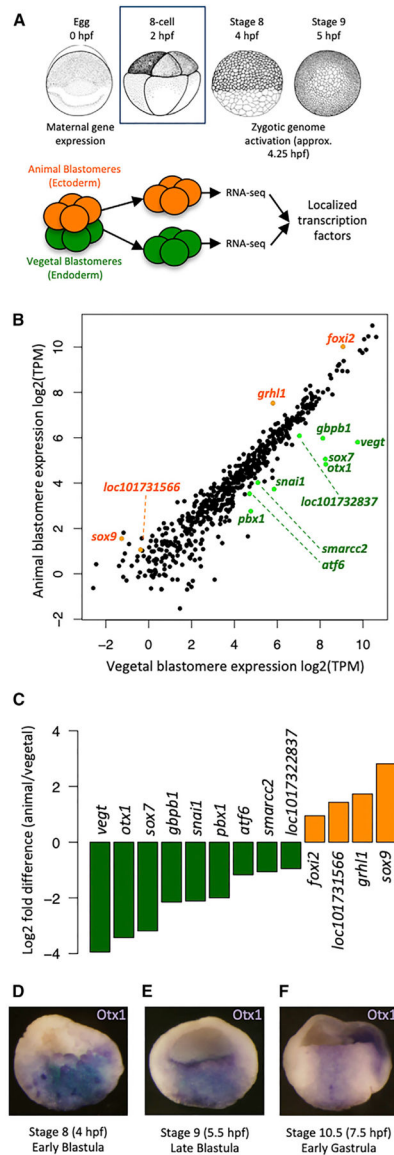 A
Egg
0 hpf
8-cell
2 hpf
Stage 8
4 hpf
Stage 9
5 hpf
Maternal gene
expression
Zygotic genome
activation (approx.
4.25 hpf)
Animal Blastomeres
(Ectoderm)
RNA-seq
Localized
transcription
factors
Vegetal Blastomeres
(Endoderm)
RNA-seq
B
Animal blastomere expression log2(TPM)
10
8
6
4
2
0
−2
foxi2
grhl1
gbpb1
vegt
sox7
otx1
snai1
loc101731566
loc101732837
sox9
pbx1
smarcc2
atf6
−2 0 2 4 6 8 10
Vegetal blastomere expression log2(TPM)
C
Log2 fold difference (animal/vegetal)
4
2
0
−2
−4
vegt
otx1
sox7
gbpb1
snai1
pbx1
atf6
smarcc2
loc1017322837
foxi2
loc101731566
grhl1
sox9
D
Otx1
E
Otx1
F
Otx1
Stage 8 (4 hpf)
Early Blastula
Stage 9 (5.5 hpf)
Late Blastula
Stage 10.5 (7.5 hpf)
Early Gastrula